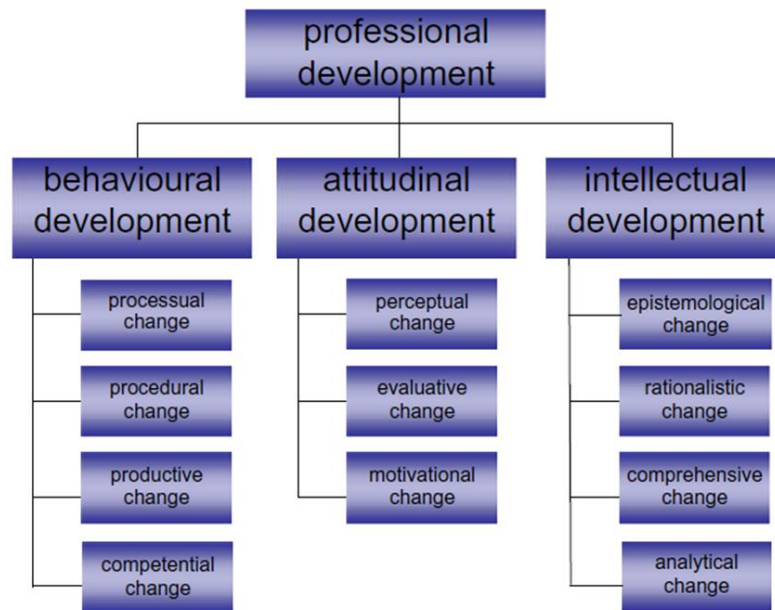 professional
development
behavioural
development
attitudinal
development
intellectual
development
processual
change
procedural
change
productive
change
competential
change
perceptual
change
evaluative
change
motivational
change
epistemological
change
rationalistic
change
comprehensive
change
analytical
change